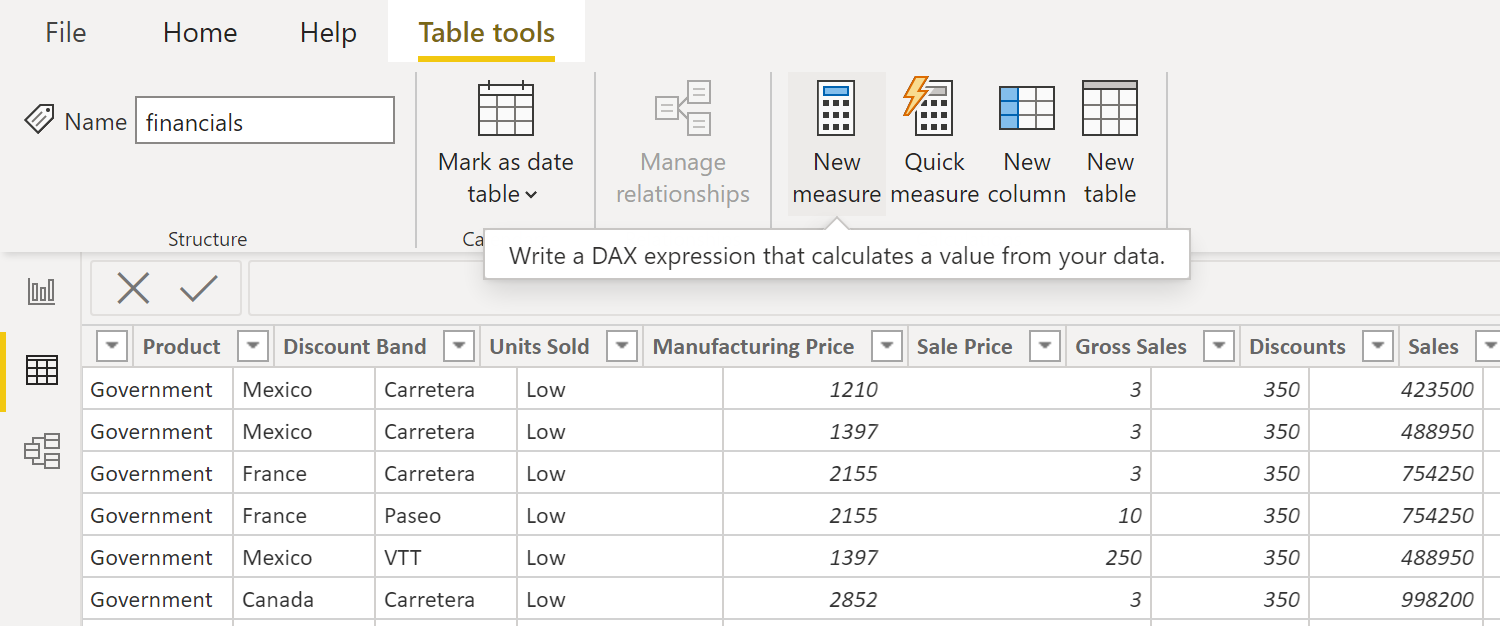 File Home Help Table tools
Name financials
Mark as date
table
Manage
relationships
New
measure
Quick
measure
New
column
New
table
Structure
Ca
Write a DAX expression that calculates a value from your data.
Product Discount Band Units Sold Manufacturing Price Sale Price Gross Sales Discounts Sales
Government Mexico Carretera Low 1210 3 350 423500
Government Mexico Carretera Low 1397 3 350 488950
Government France Carretera Low 2155 3 350 754250
Government France Paseo Low 2155 10 350 754250
Government Mexico VTT Low 1397 250 350 488950
Government Canada Carretera Low 2852 3 350 998200